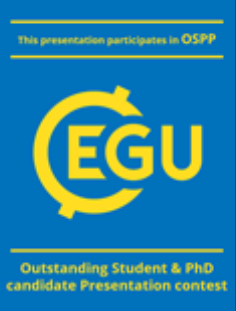 This presentation participates in OSPP
EGU
Outstanding Student & PhD
candidate Presentation contest